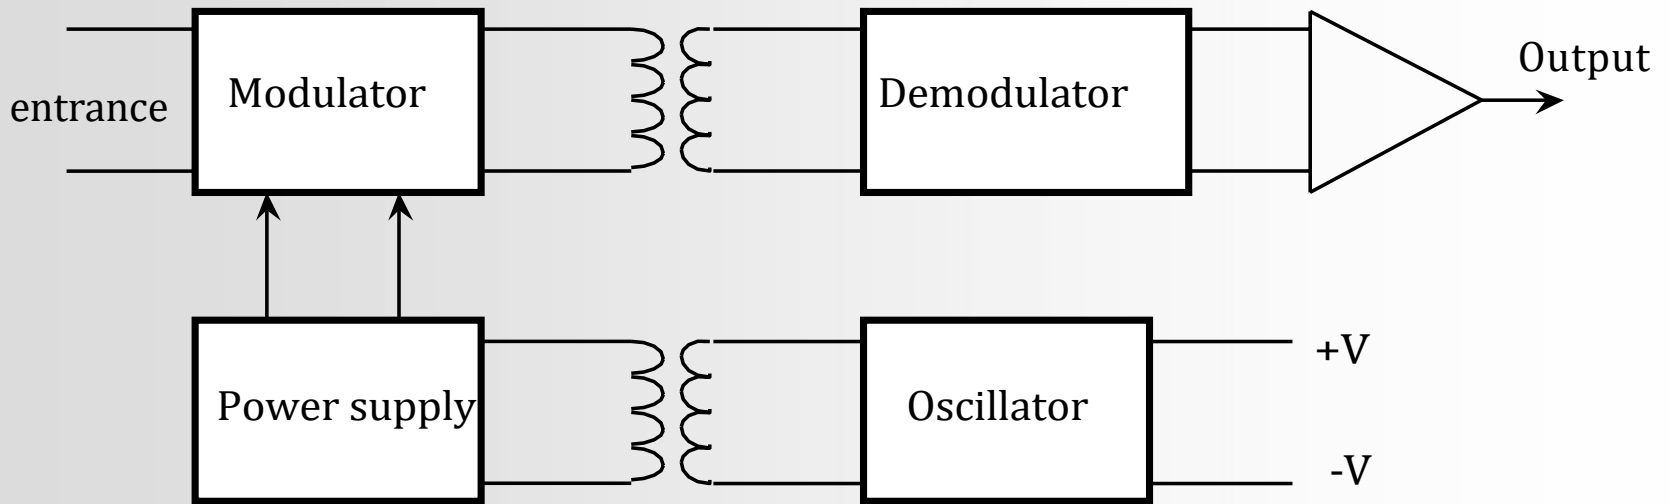 Output
Modulator
Demodulator
entrance
+V
Power supply
Oscillator
-V